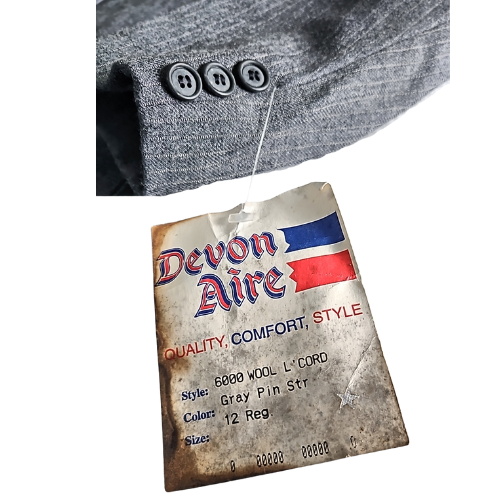 Devon
Aire
QUALITY, COMFORT, STYLE
Style: 6000 WOOL L'CORD
Color: Gray Pin Str
Size: 12 Reg.
0 00000 00000 0